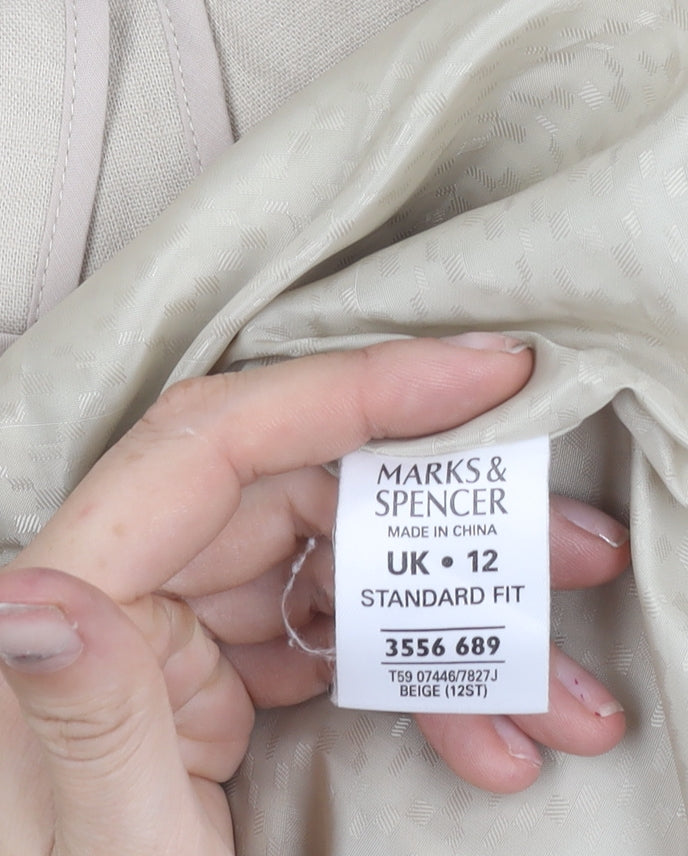 MARKS &
SPENCER
MADE IN CHINA
UK • 12
STANDARD FIT
3556 689
T59 07446/7827J
BEIGE (12ST)